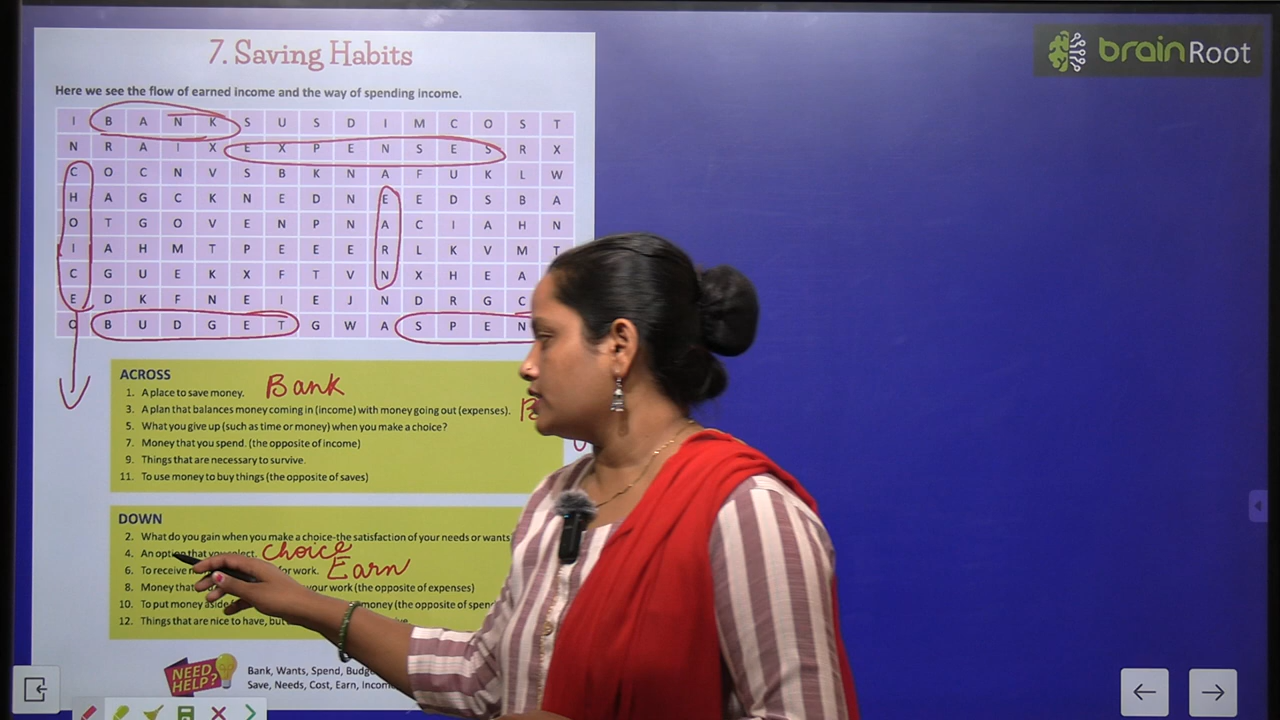 brainRoot
7. Saving Habits
Here we see the flow of earned income and the way of spending income.
I B A N K S U S D I M C O S T
N R A I X E X P E N S E S R X
C O C N V S B K N A F U K L W
H A G C K N E D N E E D S B A
O T G O V E N P N A C I A H N
I A H M T P E E E R L K V M T
C G U E K X F T V N X H E A
E D K F N E I E J N D R G C
O B U D G E T G W A S P E N
ACROSS
1. A place to save money. Bank
3. A plan that balances money coming in (income) with money going out (expenses). B
5. What you give up (such as time or money) when you make a choice?
7. Money that you spend. (the opposite of income)
9. Things that are necessary to survive.
11. To use money to buy things (the opposite of saves)
DOWN
2. What do you gain when you make a choice-the satisfaction of your needs or wants
4. An option that you select. Choice
6. To receive for work. Earn
8. Money that your work (the opposite of expenses)
10. To put money aside money (the opposite of spen
12. Things that are nice to have, but
NEED HELP?
Bank, Wants, Spend, Budg
Save, Needs, Cost, Earn, Incom